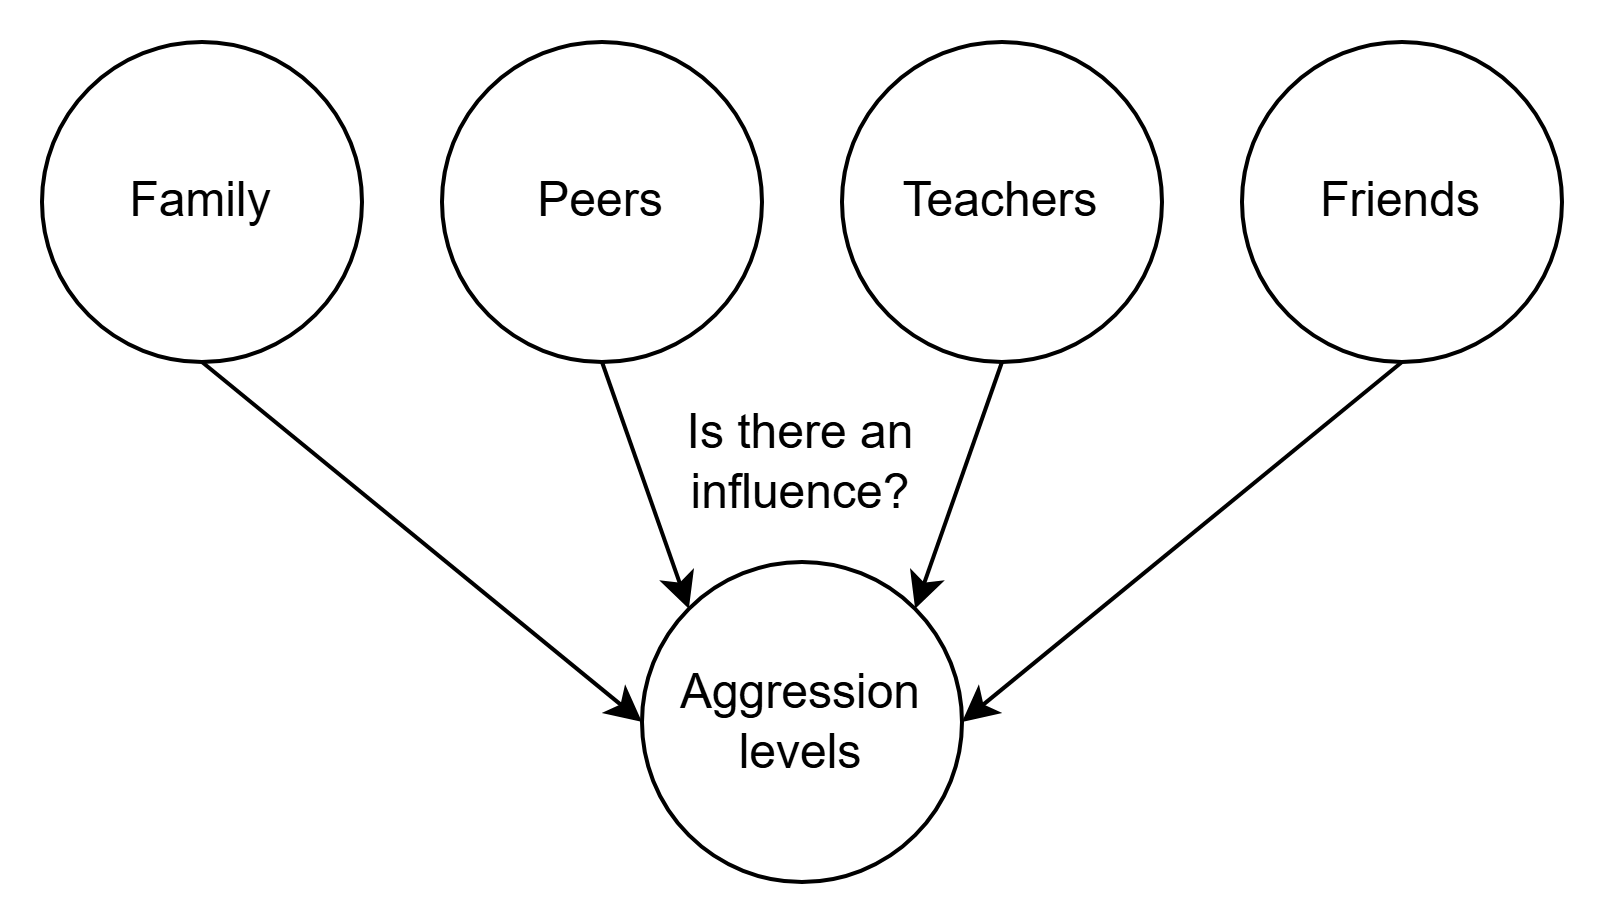 Family
Peers
Teachers
Friends
Is there an
influence?
Aggression
levels